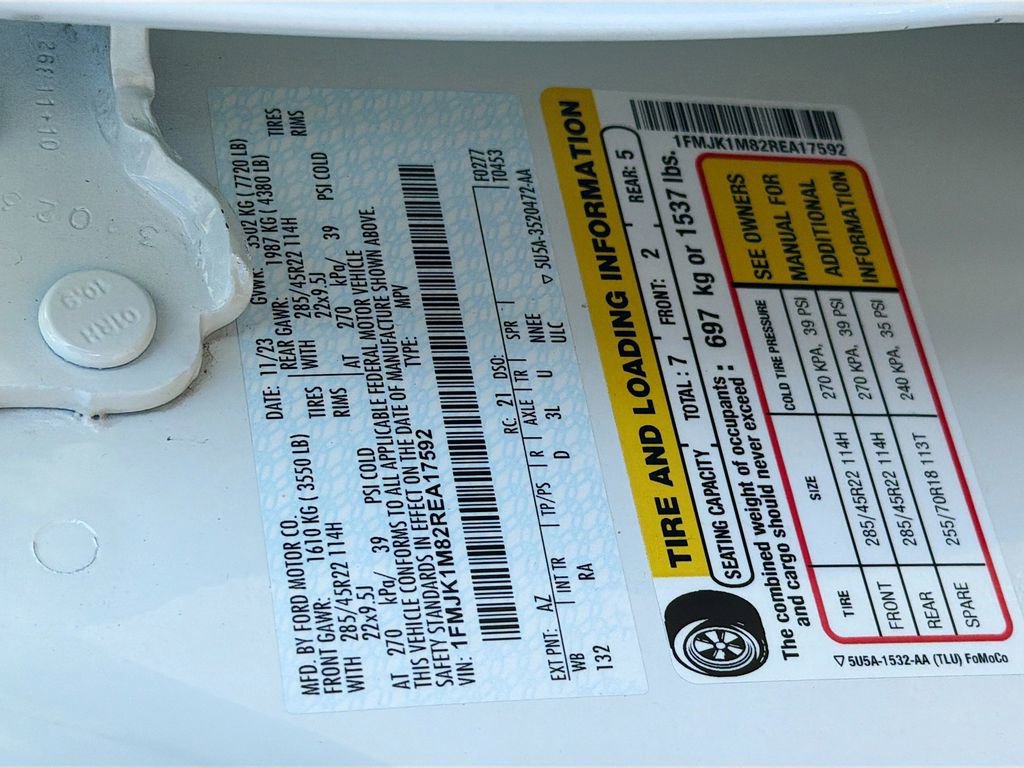 MFD. BY FORD MOTOR CO.
DATE: 11/23
GVWR: 3502 KG ( 7720 LB)
FRONT GAWR: 1610 KG ( 3550 LB)
REAR GAWR: 1987 KG ( 4380 LB)
WITH 285/45R22 114H TIRES
WITH 285/45R22 114H TIRES
22x9.5J RIMS
22x9.5J RIMS
AT 270 kPa/ 39 PSI COLD
AT 270 kPa/ 39 PSI COLD
THIS VEHICLE CONFORMS TO ALL APPLICABLE FEDERAL MOTOR VEHICLE
SAFETY STANDARDS IN EFFECT ON THE DATE OF MANUFACTURE SHOWN ABOVE.
VIN: 1FMJK1M82REA17592
TYPE: MPV
F0277
T0453
EXT PNT: AZ RC: 21 DSO:
WB INT TR TP/PS R AXLE TR SPR
132 RA D 3L U NNEE
ULC
▽ 5U5A-3520472-AA
TIRE AND LOADING INFORMATION
SEATING CAPACITY TOTAL : 7 FRONT: 2 REAR: 5
The combined weight of occupants
and cargo should never exceed : 697 kg or 1537 lbs.
1FMJK1M82REA17592
TIRE SIZE COLD TIRE PRESSURE
FRONT 285/45R22 114H 270 KPA, 39 PSI
REAR 285/45R22 114H 270 KPA, 39 PSI
SPARE 255/70R18 113T 240 KPA, 35 PSI
SEE OWNERS
MANUAL FOR
ADDITIONAL
INFORMATION
▽ 5U5A-1532-AA (TLU) FoMoCo
10.9